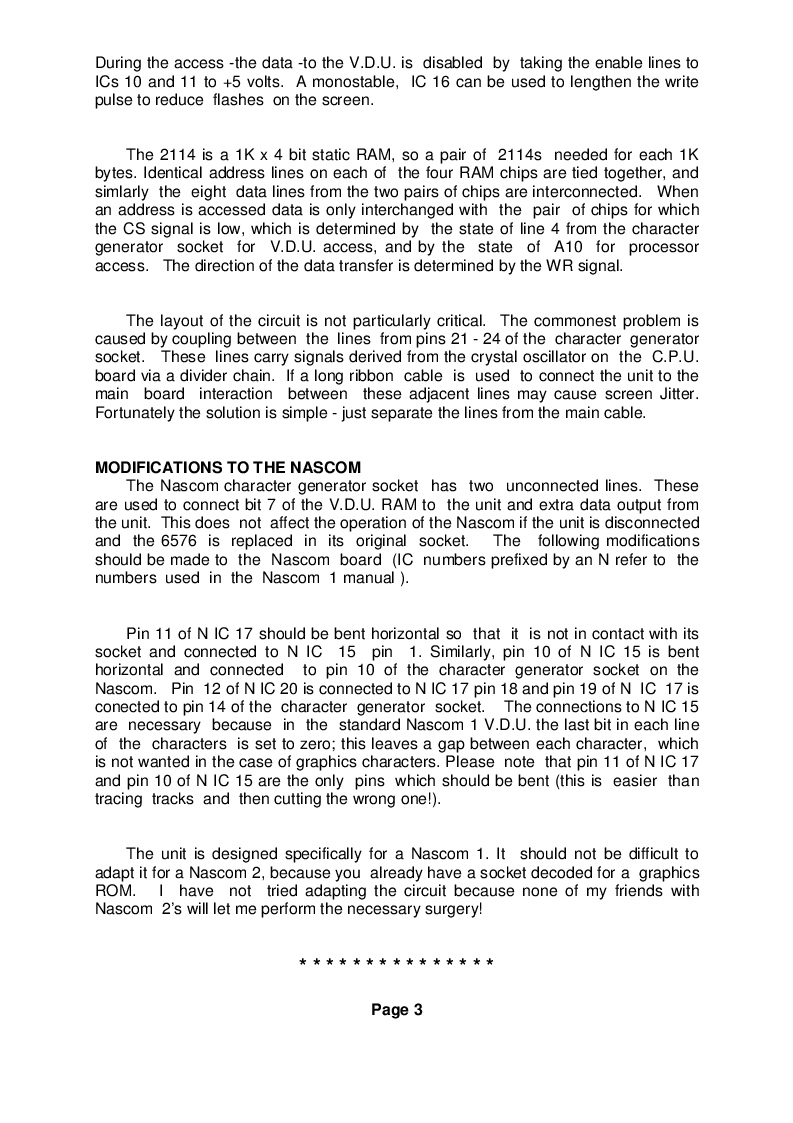 During the access -the data -to the V.D.U. is disabled by taking the enable lines to
ICs 10 and 11 to +5 volts. A monostable, IC 16 can be used to lengthen the write
pulse to reduce flashes on the screen.
The 2114 is a 1K x 4 bit static RAM, so a pair of 2114s needed for each 1K
bytes. Identical address lines on each of the four RAM chips are tied together, and
simlarly the eight data lines from the two pairs of chips are interconnected. When
an address is accessed data is only interchanged with the pair of chips for which
the CS signal is low, which is determined by the state of line 4 from the character
generator socket for V.D.U. access, and by the state of A10 for processor
access. The direction of the data transfer is determined by the WR signal.
The layout of the circuit is not particularly critical. The commonest problem is
caused by coupling between the lines from pins 21 - 24 of the character generator
socket. These lines carry signals derived from the crystal oscillator on the C.P.U.
board via a divider chain. If a long ribbon cable is used to connect the unit to the
main board interaction between these adjacent lines may cause screen Jitter.
Fortunately the solution is simple - just separate the lines from the main cable.
MODIFICATIONS TO THE NASCOM
The Nascom character generator socket has two unconnected lines. These
are used to connect bit 7 of the V.D.U. RAM to the unit and extra data output from
the unit. This does not affect the operation of the Nascom if the unit is disconnected
and the 6576 is replaced in its original socket. The following modifications
should be made to the Nascom board (IC numbers prefixed by an N refer to the
numbers used in the Nascom 1 manual ).
Pin 11 of N IC 17 should be bent horizontal so that it is not in contact with its
socket and connected to N IC 15 pin 1. Similarly, pin 10 of N IC 15 is bent
horizontal and connected to pin 10 of the character generator socket on the
Nascom. Pin 12 of N IC 20 is connected to N IC 17 pin 18 and pin 19 of N IC 17 is
conected to pin 14 of the character generator socket. The connections to N IC 15
are necessary because in the standard Nascom 1 V.D.U. the last bit in each line
of the characters is set to zero; this leaves a gap between each character, which
is not wanted in the case of graphics characters. Please note that pin 11 of N IC 17
and pin 10 of N IC 15 are the only pins which should be bent (this is easier than
tracing tracks and then cutting the wrong one!).
The unit is designed specifically for a Nascom 1. It should not be difficult to
adapt it for a Nascom 2, because you already have a socket decoded for a graphics
ROM. I have not tried adapting the circuit because none of my friends with
Nascom 2's will let me perform the necessary surgery!
* * * * * * * * * * * * * * *
Page 3